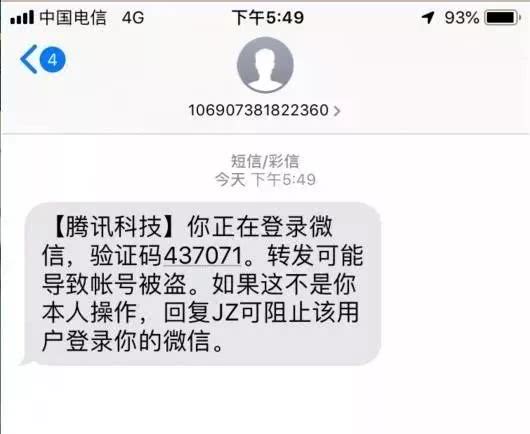 中国电信 4G 下午5:49 93%
4
106907381822360
短信/彩信
今天 下午5:49
【腾讯科技】你正在登录微
信，验证码437071。转发可能
导致帐号被盗。如果这不是你
本人操作，回复JZ可阻止该用
户登录你的微信。